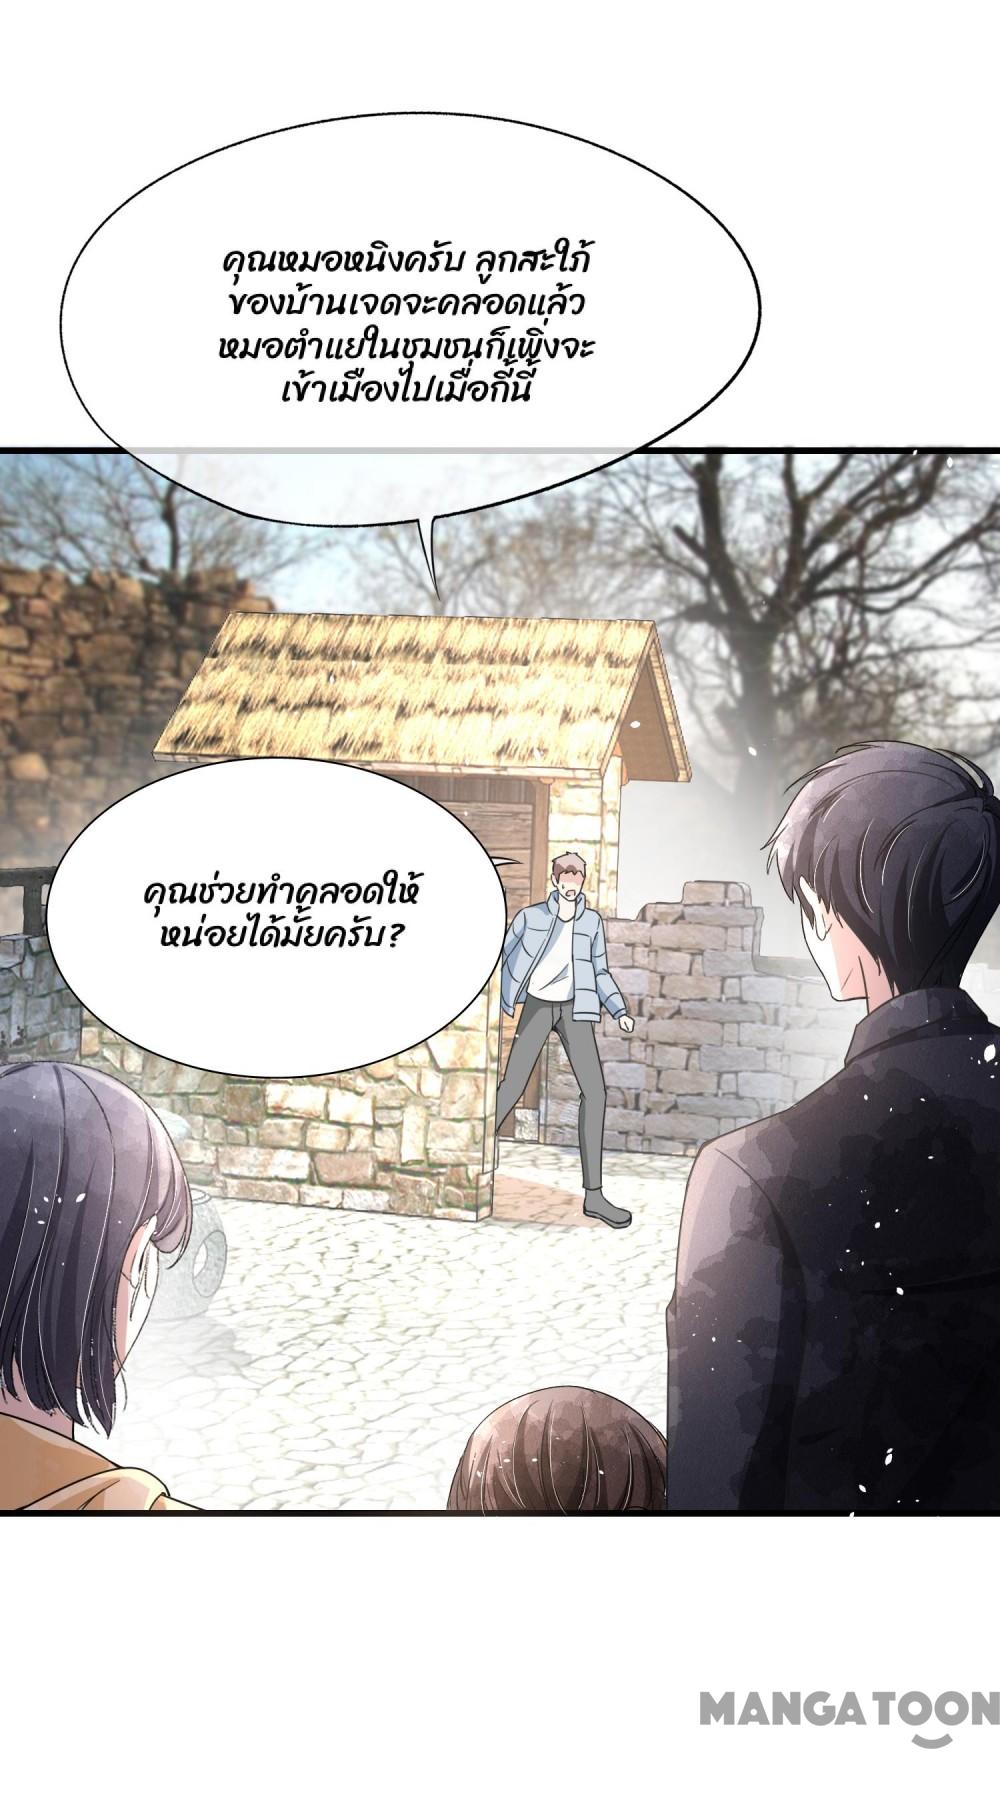 คุณหมอหนิงครับ ลูกสะใภ้
ของบ้านเจดจะคลอดแล้ว
หมอตำแยในชุมชนก็เพิ่งจะ
เข้าเมืองไปเมื่อกี้นี้
คุณช่วยทำคลอดให้
หน่อยได้มั้ยครับ?
MANGATOON